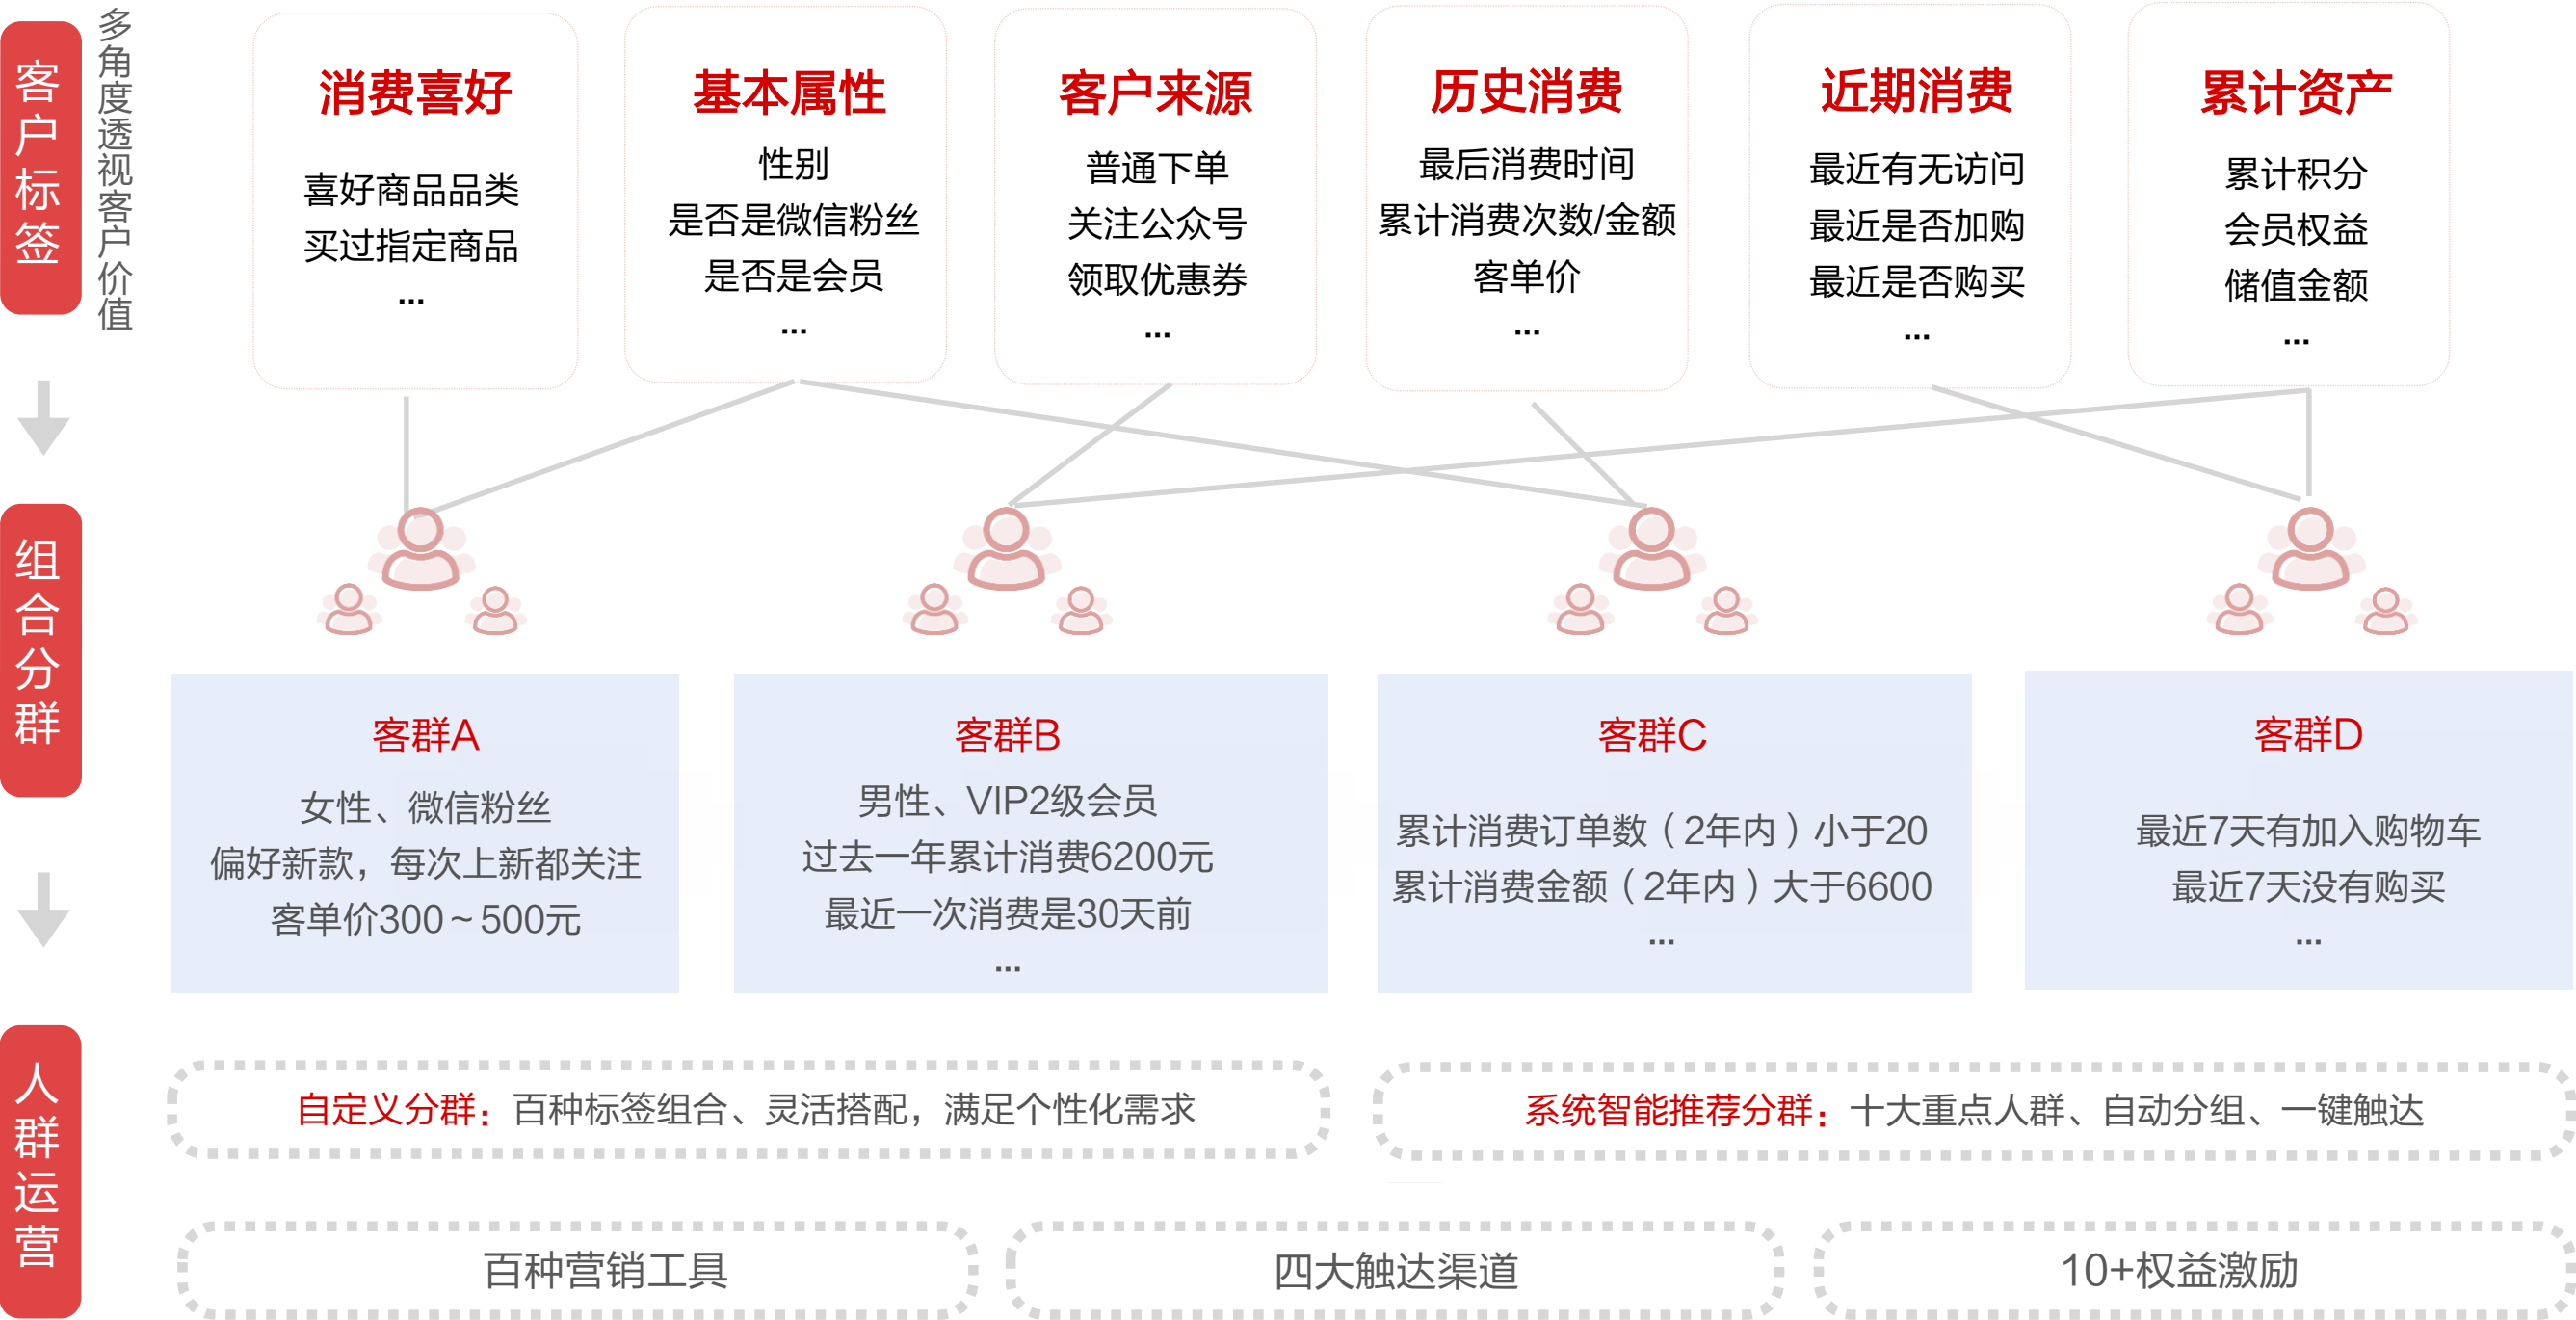 客户标签
多角度透视客户价值
消费喜好
喜好商品品类
买过指定商品
...
基本属性
性别
是否是微信粉丝
是否是会员
...
客户来源
普通下单
关注公众号
领取优惠券
...
历史消费
最后消费时间
累计消费次数/金额
客单价
...
近期消费
最近有无访问
最近是否加购
最近是否购买
...
累计资产
累计积分
会员权益
储值金额
...
组合分群
客群A
女性、微信粉丝
偏好新款，每次上新都关注
客单价300～500元
客群B
男性、VIP2级会员
过去一年累计消费6200元
最近一次消费是30天前
...
客群C
累计消费订单数（2年内）小于20
累计消费金额（2年内）大于6600
...
客群D
最近7天有加入购物车
最近7天没有购买
...
人群运营
自定义分群：百种标签组合、灵活搭配，满足个性化需求
系统智能推荐分群：十大重点人群、自动分组、一键触达
百种营销工具
四大触达渠道
10+权益激励